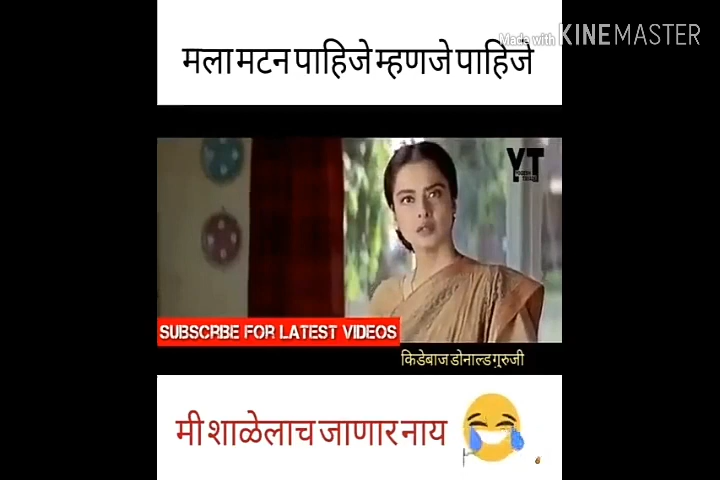 Made with KINEMASTER
मला मटन पाहिजे म्हणजे पाहिजे
YT
SUBSCRBE FOR LATEST VIDEOS
किडेबाज डोनाल्ड गुरुजी
मी शाळेलाच जाणार नाय